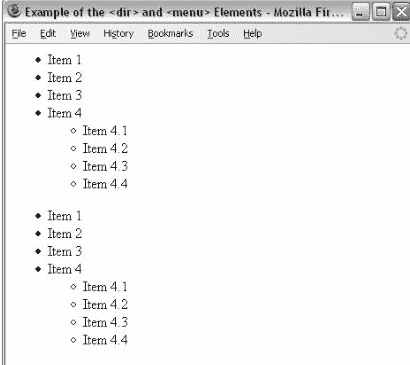 Example of the <dir> and <menu> Elements - Mozilla Fir...
File Edit View History Bookmarks Tools Help
Item 1
Item 2
Item 3
Item 4
Item 4.1
Item 4.2
Item 4.3
Item 4.4
Item 1
Item 2
Item 3
Item 4
Item 4.1
Item 4.2
Item 4.3
Item 4.4